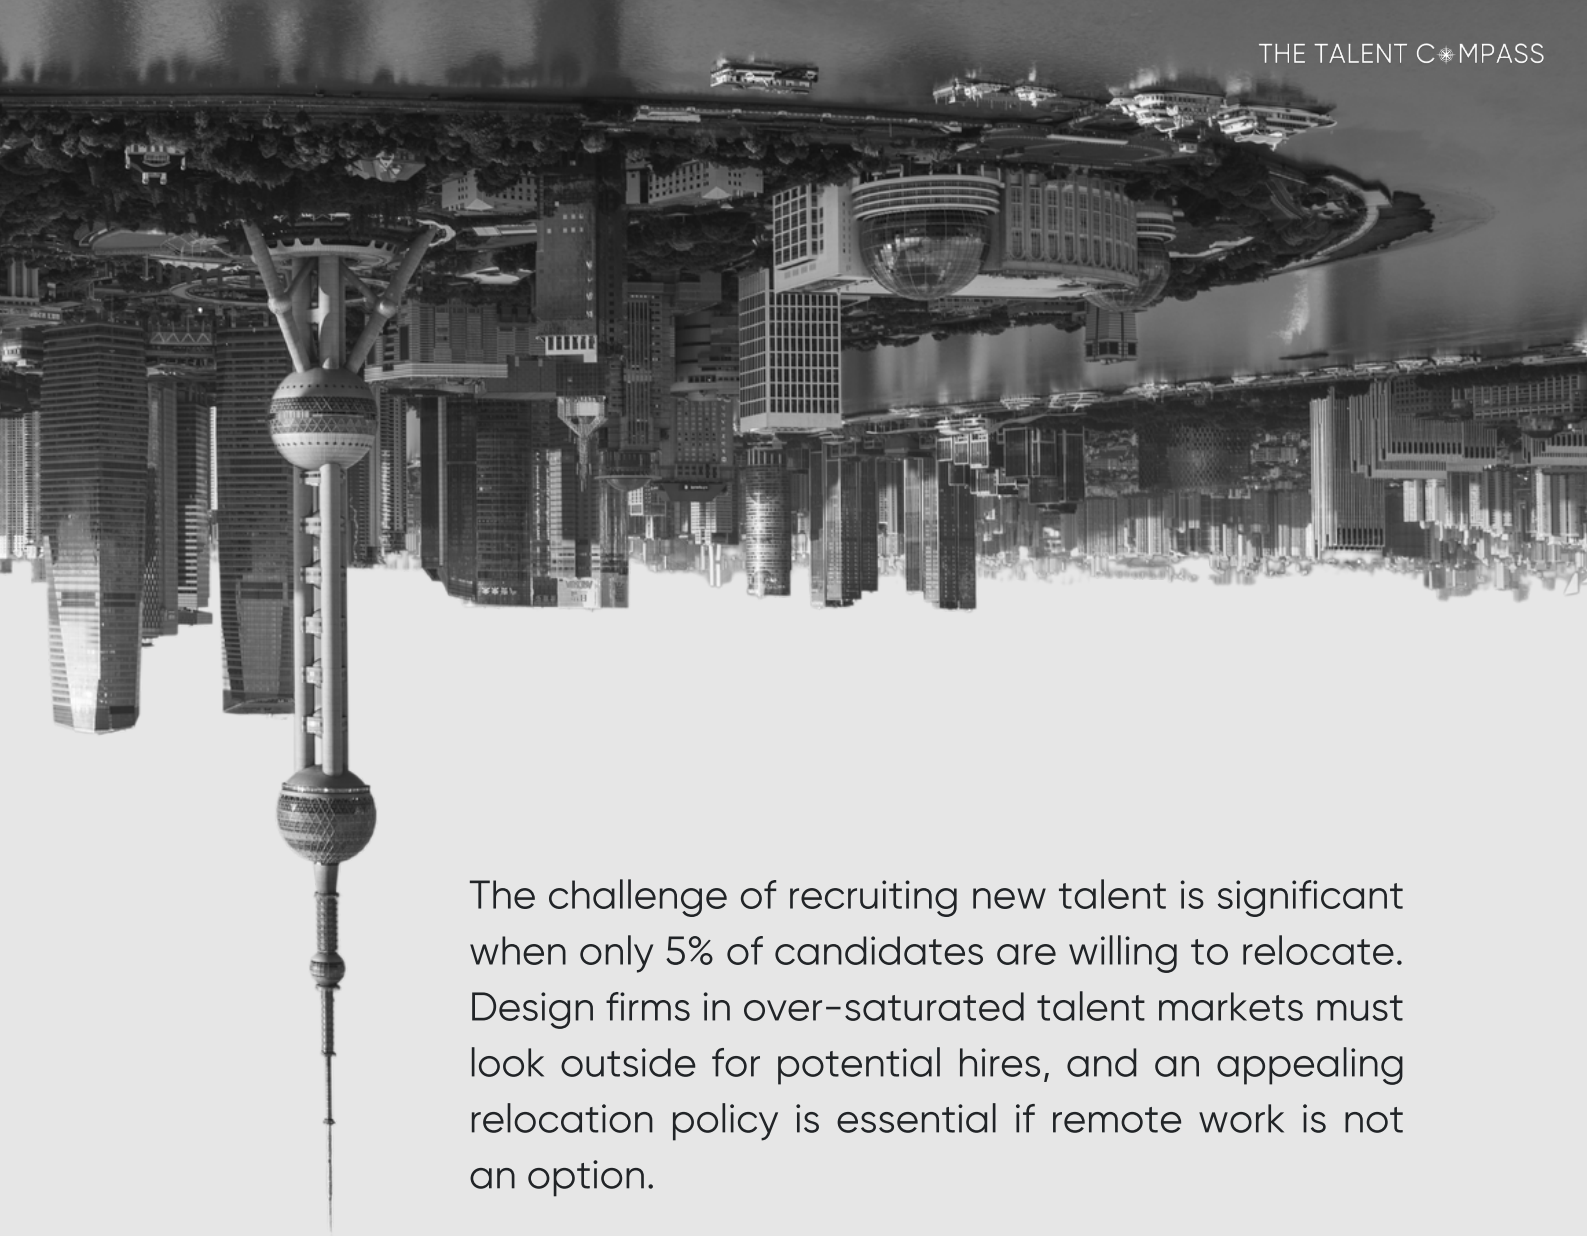 THE TALENT COMPASS
The challenge of recruiting new talent is significant
when only 5% of candidates are willing to relocate.
Design firms in over-saturated talent markets must
look outside for potential hires, and an appealing
relocation policy is essential if remote work is not
an option.